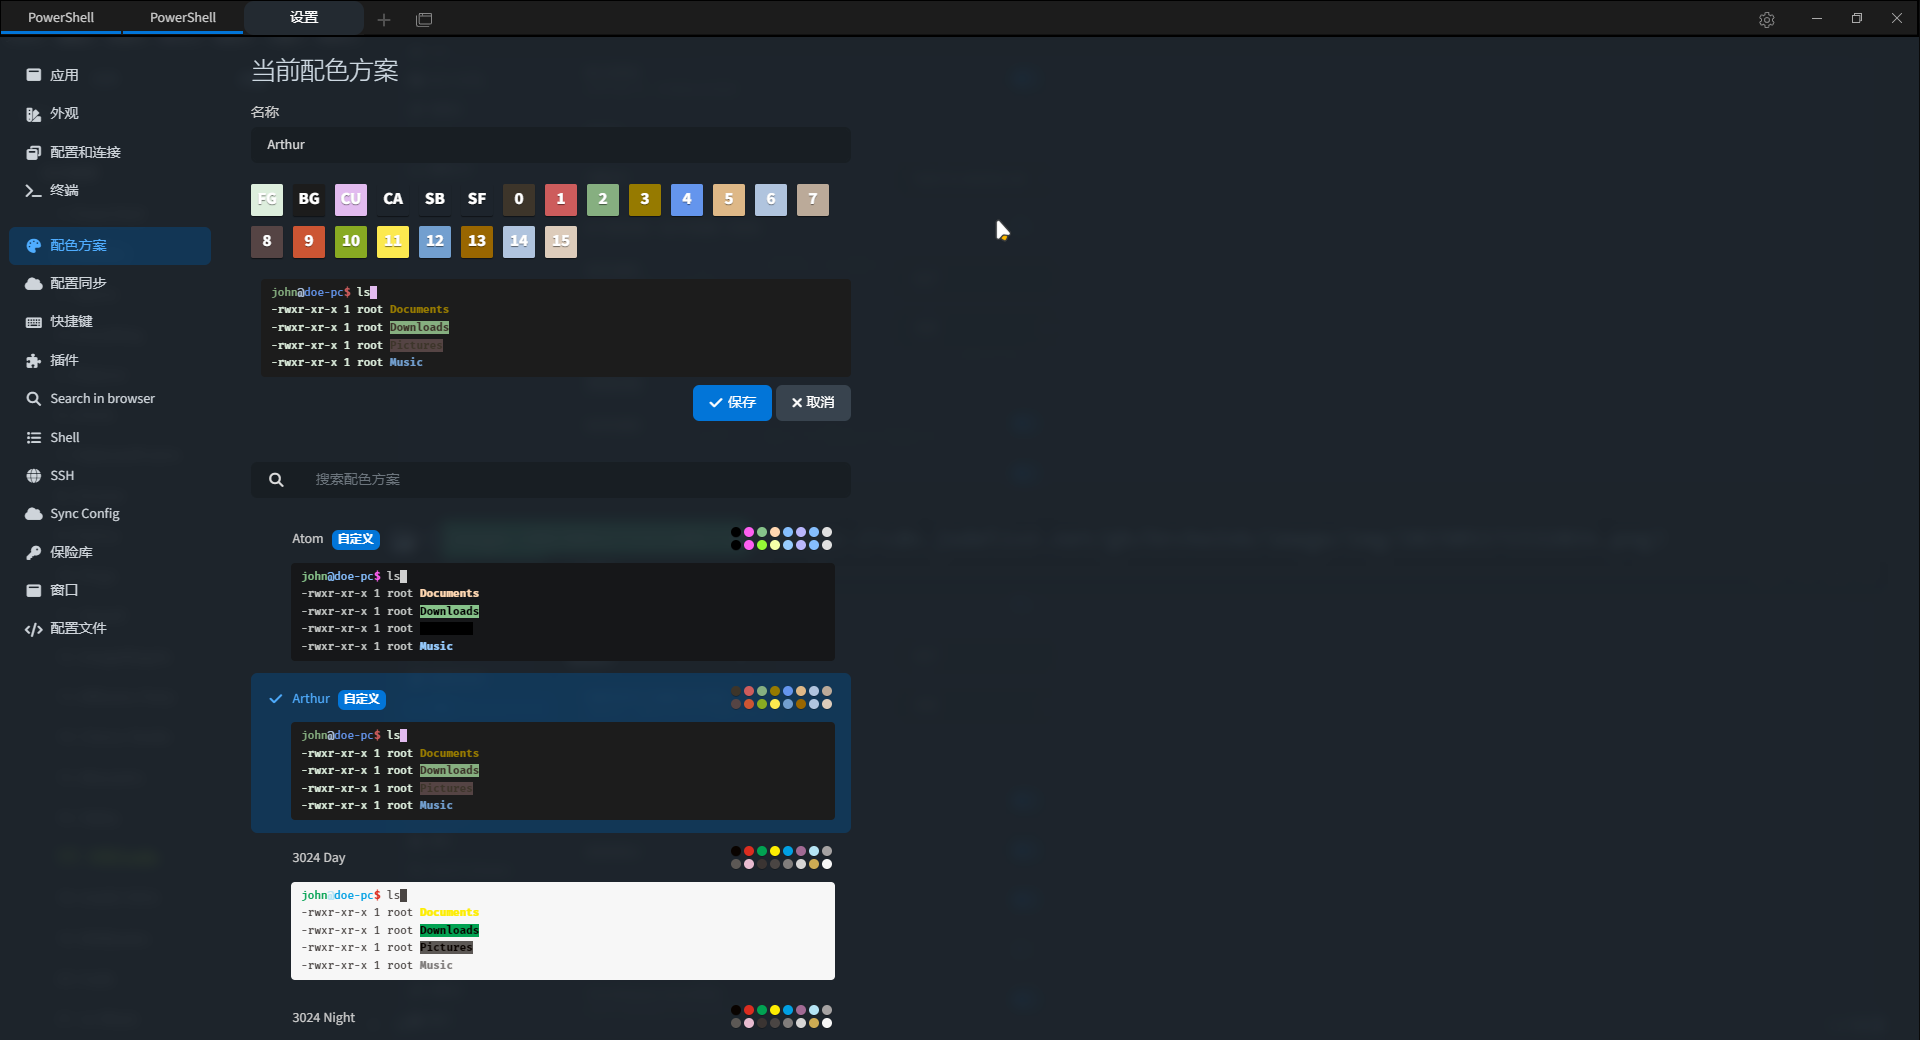 PowerShell
PowerShell
设置
应用
外观
配置和连接
终端
配色方案
配置同步
快捷键
插件
Search in browser
Shell
SSH
Sync Config
保险库
窗口
配置文件
当前配色方案
名称
Arthur
FG BG CU CA SB SF 0 1 2 3 4 5 6 7
8 9 10 11 12 13 14 15
john@doe-pc$ ls
-rwxr-xr-x 1 root Documents
-rwxr-xr-x 1 root Downloads
-rwxr-xr-x 1 root Pictures
-rwxr-xr-x 1 root Music
保存 取消
搜索配色方案
Atom 自定义
john@doe-pc$ ls
-rwxr-xr-x 1 root Documents
-rwxr-xr-x 1 root Downloads
-rwxr-xr-x 1 root
-rwxr-xr-x 1 root Music
Arthur 自定义
john@doe-pc$ ls
-rwxr-xr-x 1 root Documents
-rwxr-xr-x 1 root Downloads
-rwxr-xr-x 1 root Pictures
-rwxr-xr-x 1 root Music
3024 Day
john@doe-pc$ ls
-rwxr-xr-x 1 root Documents
-rwxr-xr-x 1 root Downloads
-rwxr-xr-x 1 root Pictures
-rwxr-xr-x 1 root Music
3024 Night